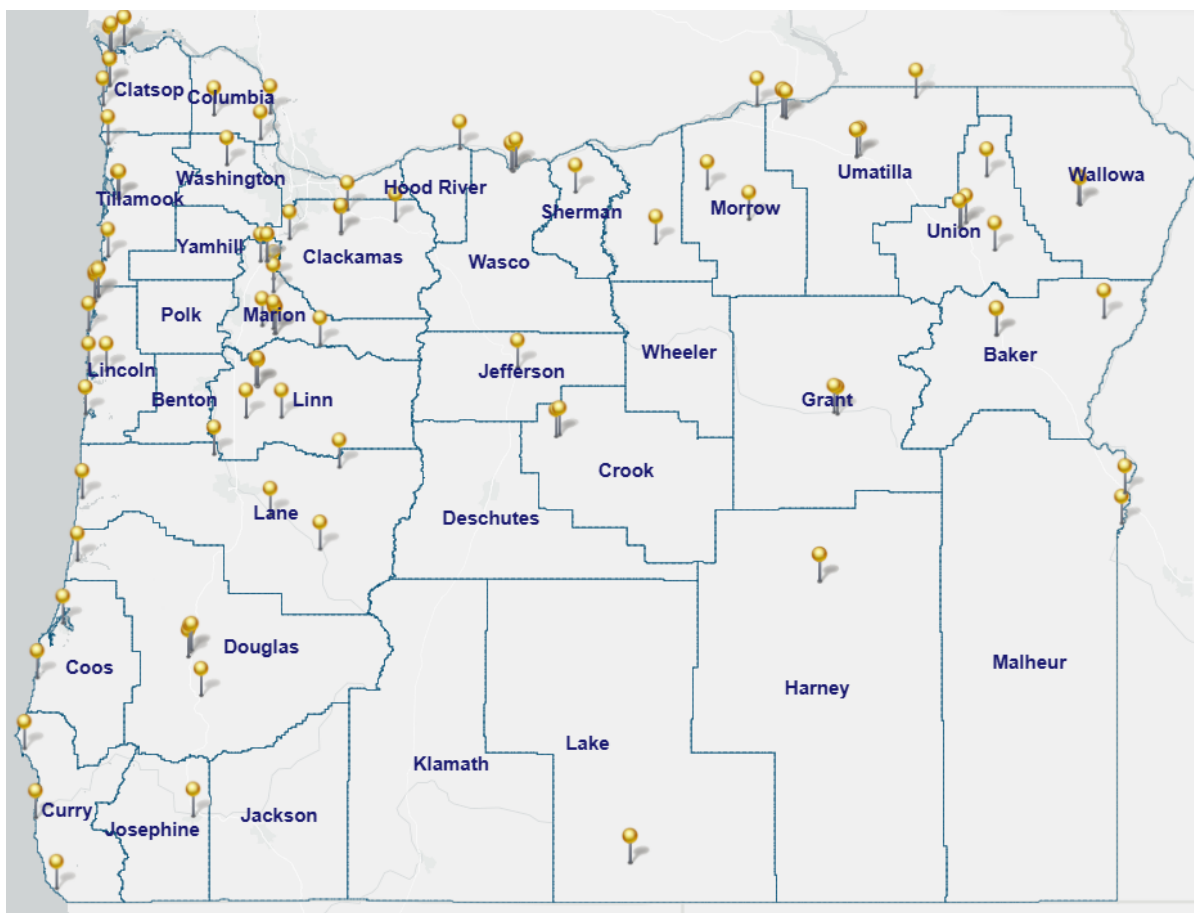 Clatsop
Columbia
Washington
Tillamook
Hood River
Umatilla
Wallowa
Sherman
Morrow
Yamhill
Clackamas
Union
Wasco
Polk
Marion
Wheeler
Baker
Lincoln
Jefferson
Benton
Linn
Grant
Crook
Lane
Deschutes
Douglas
Coos
Malheur
Harney
Lake
Klamath
Curry
Jackson
Josephine